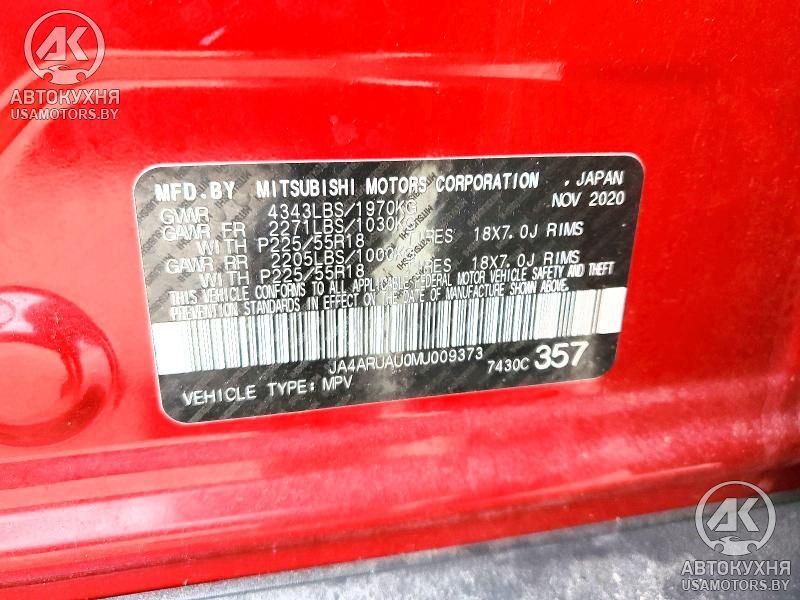 AK
АВТОКУХНЯ
USAMOTORS.BY
MFD.BY MITSUBISHI MOTORS CORPORATION . JAPAN
GVWR 4343LBS/1970KG NOV 2020
GAWR FR 2271LBS/1030KG
WITH P225/55R18 18X7.0J RIMS
GAWR RR 2205LBS/1000KG
WITH P225/55R18 18X7.0J RIMS
THIS VEHICLE CONFORMS TO ALL APPLICABLE FEDERAL MOTOR VEHICLE SAFETY AND THEFT
PREVENTION STANDARDS IN EFFECT ON THE DATE OF MANUFACTURE SHOWN ABOVE.
JA4ARUAU0MU009373
7430C 357
VEHICLE TYPE: MPV
AK
АВТОКУХНЯ
USAMOTORS.BY